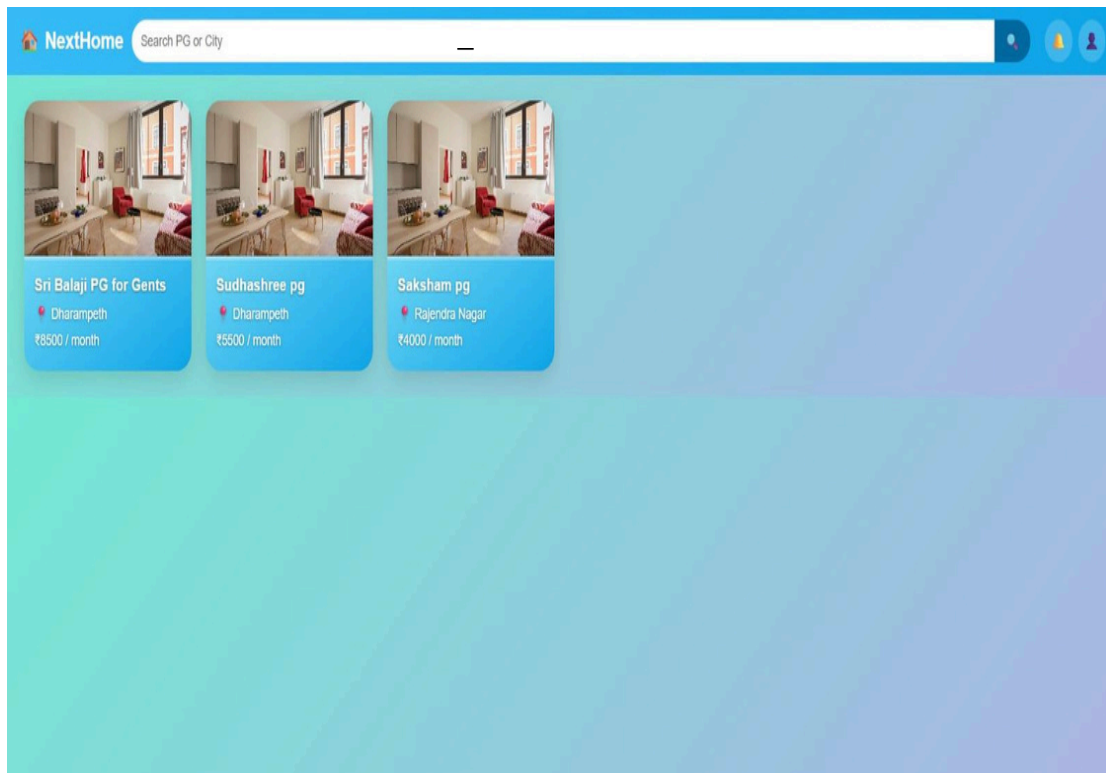 NextHome
Search PG or City
Sri Balaji PG for Gents
Dharampeth
₹8500 / month
Sudhashree pg
Dharampeth
₹5500 / month
Saksham pg
Rajendra Nagar
₹4000 / month